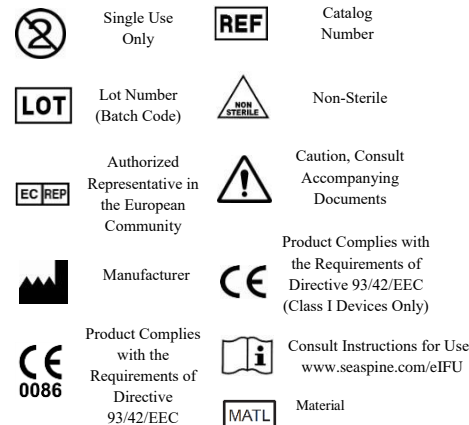 Single Use
Only
REF
Catalog
Number
LOT
Lot Number
(Batch Code)
NON
STERILE
Non-Sterile
EC REP
Authorized
Representative in
the European
Community
Caution, Consult
Accompanying
Documents
Manufacturer
CE
Product Complies with
the Requirements of
Directive 93/42/EEC
(Class I Devices Only)
CE
0086
Product Complies
with the
Requirements of
Directive
93/42/EEC
i
Consult Instructions for Use
www.seaspine.com/eIFU
MATL
Material